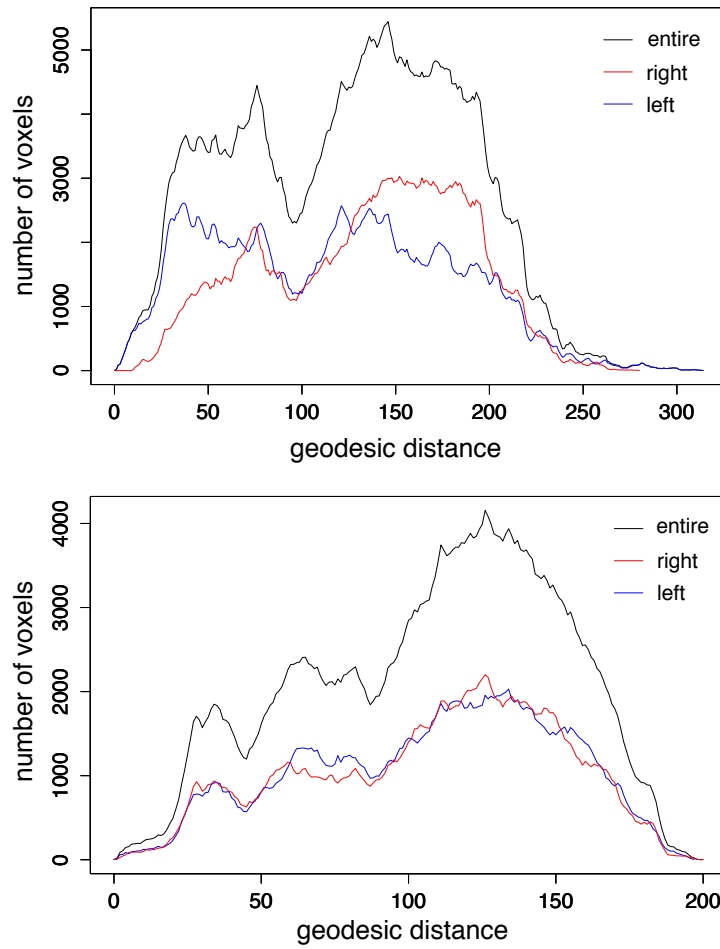 number of voxels
5000
3000
1000
0
entire
right
left
0 50 100 150 200 250 300
geodesic distance
number of voxels
4000
3000
2000
1000
0
entire
right
left
0 50 100 150 200
geodesic distance